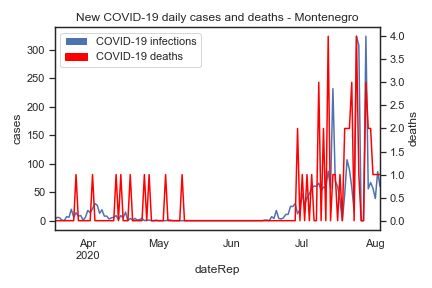 New COVID-19 daily cases and deaths - Montenegro
COVID-19 infections
COVID-19 deaths
300
250
200
150
100
50
0
cases
4.0
3.5
3.0
2.5
2.0
1.5
1.0
0.5
0.0
deaths
Apr May Jun Jul Aug
2020
dateRep